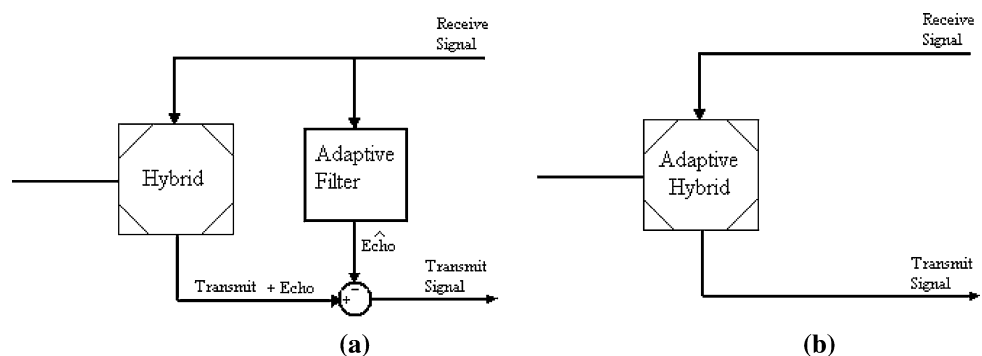 Receive
Signal
Hybrid
Adaptive
Filter
Echo
^
Transmit + Echo
−
+
Transmit
Signal
(a)
Receive
Signal
Adaptive
Hybrid
Transmit
Signal
(b)